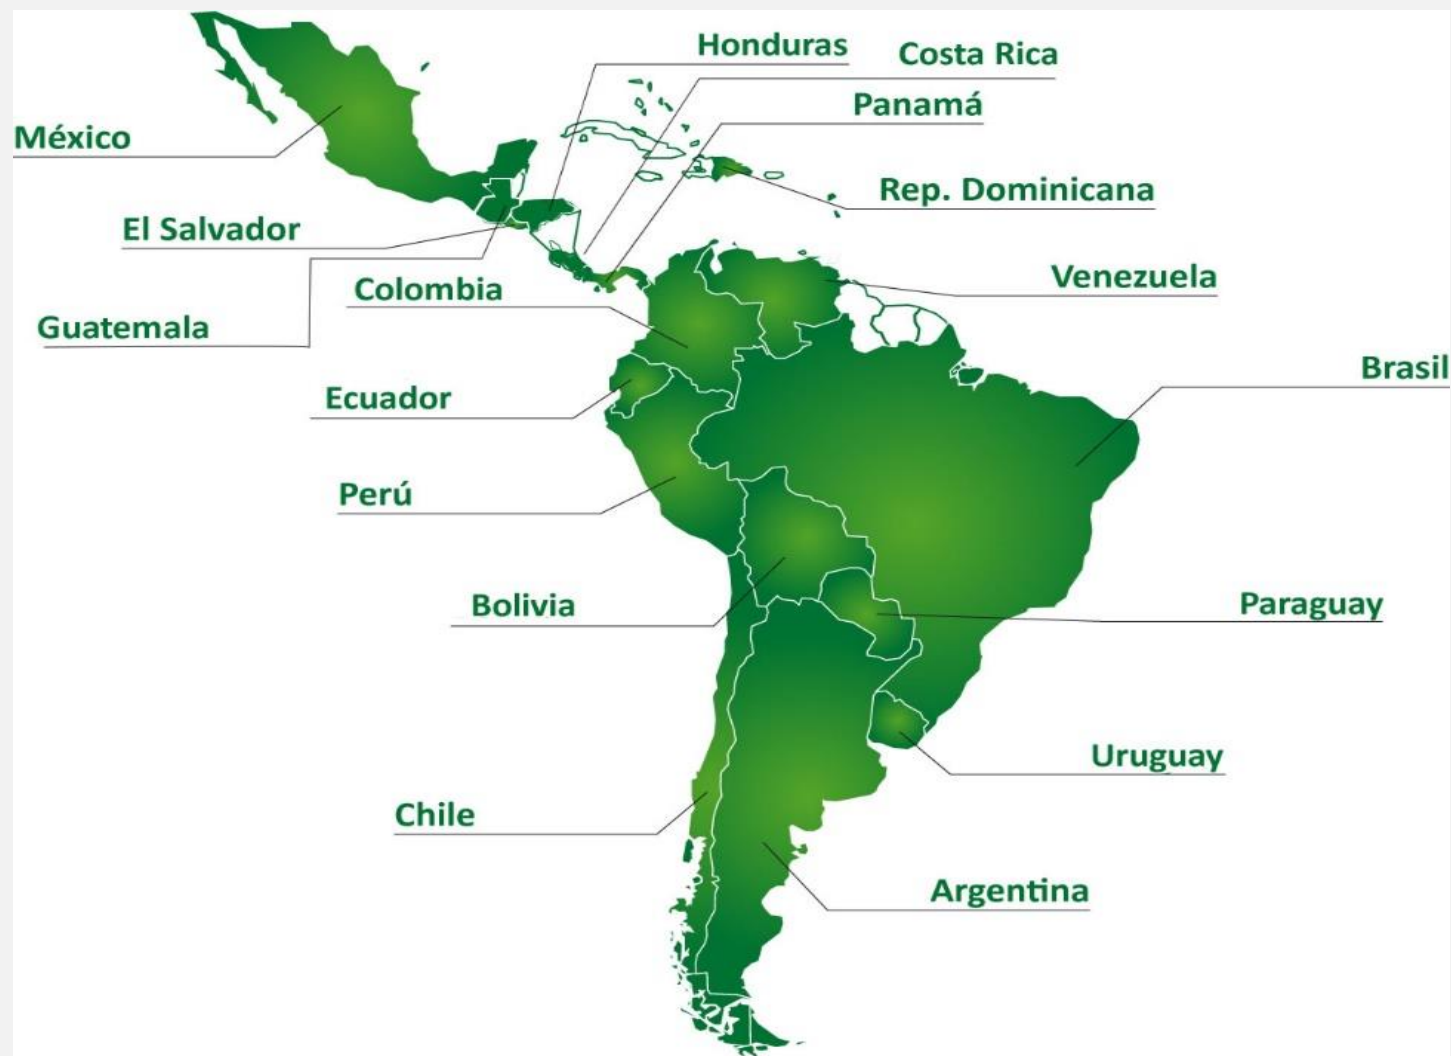 Honduras
Costa Rica
Panamá
México
Rep. Dominicana
El Salvador
Venezuela
Colombia
Guatemala
Brasil
Ecuador
Perú
Bolivia
Paraguay
Uruguay
Chile
Argentina